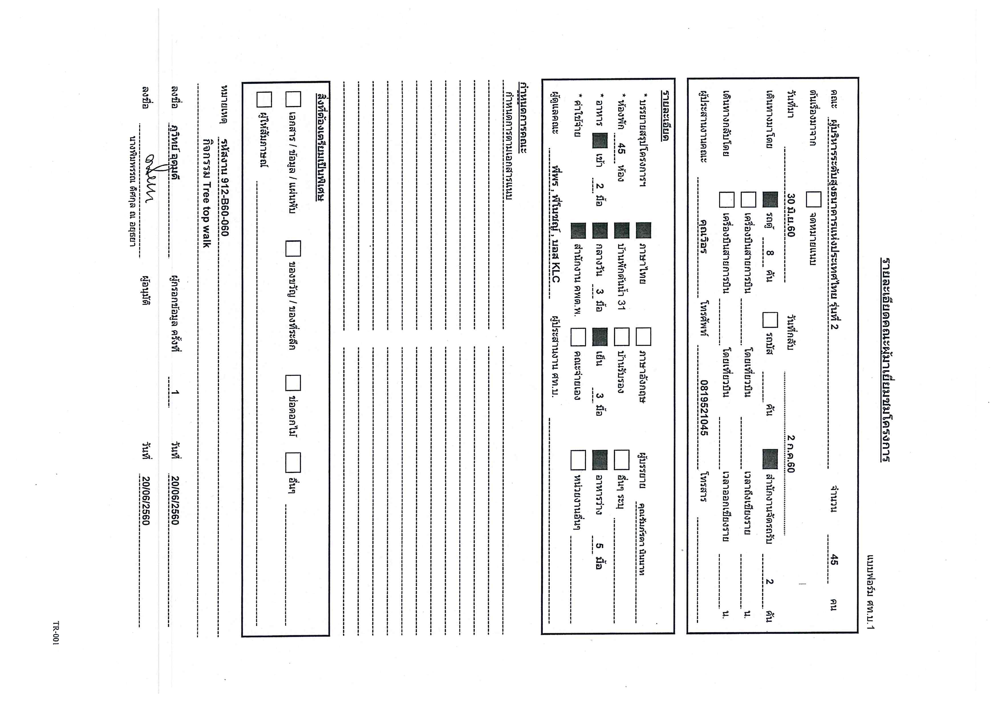 แบบฟอร์ม ศท.บ.1
รายละเอียดคณะผู้มาเยี่ยมชมโครงการ
คณะ ผู้บริหารระดับสูงธนาคารแห่งประเทศไทย รุ่นที่ 2 จำนวน 45 คน
ต้นเรื่องมาจาก จดหมายแนบ
วันที่มา 30 มิ.ย.60 วันที่กลับ 2 ก.ค.60
เดินทางมาโดย รถตู้ 8 คัน รถบัส คัน สำนักงานจัดรถรับ 2 คัน
เครื่องบินสายการบิน โดยเที่ยวบิน เวลาถึงเชียงราย น.
เดินทางกลับโดย เครื่องบินสายการบิน โดยเที่ยวบิน เวลาออกเชียงราย น.
ผู้ประสานงานคณะ คุณวิอร โทรศัพท์ 0819521045 โทรสาร
รายละเอียด
* บรรยายสรุปโครงการฯ ภาษาไทย ภาษาอังกฤษ ผู้บรรยาย คุณรัมภ์รดา นินนาท
* ห้องพัก 45 ห้อง บ้านพักต้นน้ำ 31 บ้านรับรอง อื่นๆ ระบุ
* อาหาร เช้า 2 มื้อ กลางวัน 3 มื้อ เย็น 3 มื้อ อาหารว่าง 5 มื้อ
* ค่าใช้จ่าย สำนักงาน คพต.พ. คณะจ่ายเอง หน่วยงานอื่นๆ
ผู้ดูแลคณะ พี่พร , พี่โนชญ์ , บอส KLC ผู้ประสานงาน ศท.บ.
กำหนดการคณะ
กำหนดการตามเอกสารแนบ
สิ่งที่ต้องเตรียมเป็นพิเศษ
เอกสาร / ข้อมูล / แผ่นพับ ของขวัญ / ของที่ระลึก ช่อดอกไม้ อื่นๆ
ผู้ให้สัมภาษณ์
หมายเหตุ รหัสงาน 912-B60-060
กิจกรรม Tree top walk
ลงชื่อ ภูวิทย์ อุดมดี ผู้กรอกข้อมูล ครั้งที่ 1 วันที่ 20/06/2560
ลงชื่อ ผู้อนุมัติ วันที่ 20/06/2560
นางพิมพรรณ ดิศกุล ณ อยุธยา
TR-001